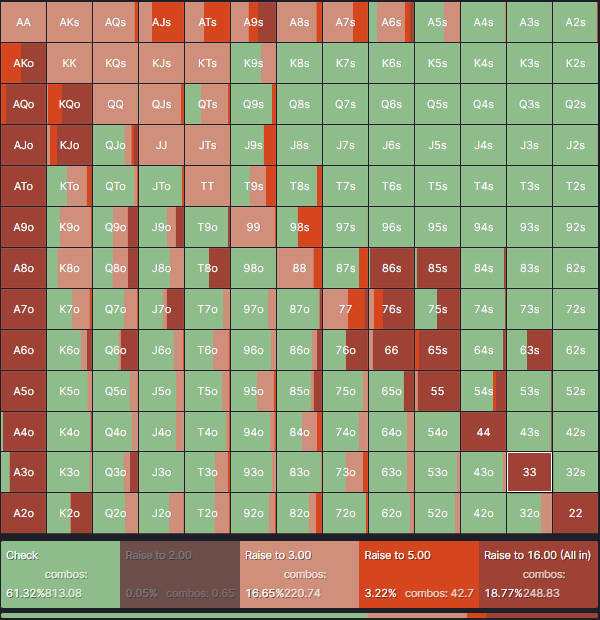 AA AKs AQs AJs ATs A9s A8s A7s A6s A5s A4s A3s A2s
AKo KK KQs KJs KTs K9s K8s K7s K6s K5s K4s K3s K2s
AQo KQo QQ QJs QTs Q9s Q8s Q7s Q6s Q5s Q4s Q3s Q2s
AJo KJo QJo JJ JTs J9s J8s J7s J6s J5s J4s J3s J2s
ATo KTo QTo JTo TT T9s T8s T7s T6s T5s T4s T3s T2s
A9o K9o Q9o J9o T9o 99 98s 97s 96s 95s 94s 93s 92s
A8o K8o Q8o J8o T8o 98o 88 87s 86s 85s 84s 83s 82s
A7o K7o Q7o J7o T7o 97o 87o 77 76s 75s 74s 73s 72s
A6o K6o Q6o J6o T6o 96o 86o 76o 66 65s 64s 63s 62s
A5o K5o Q5o J5o T5o 95o 85o 75o 65o 55 54s 53s 52s
A4o K4o Q4o J4o T4o 94o 84o 74o 64o 54o 44 43s 42s
A3o K3o Q3o J3o T3o 93o 83o 73o 63o 53o 43o 33 32s
A2o K2o Q2o J2o T2o 92o 82o 72o 62o 52o 42o 32o 22
Check Raise to 2.00 Raise to 3.00 Raise to 5.00 Raise to 16.00 (All in)
combos: combos: combos:
61.32% 813.08 0.05% combos: 0.65 16.65% 220.74 3.22% combos: 42.7 18.77% 248.83